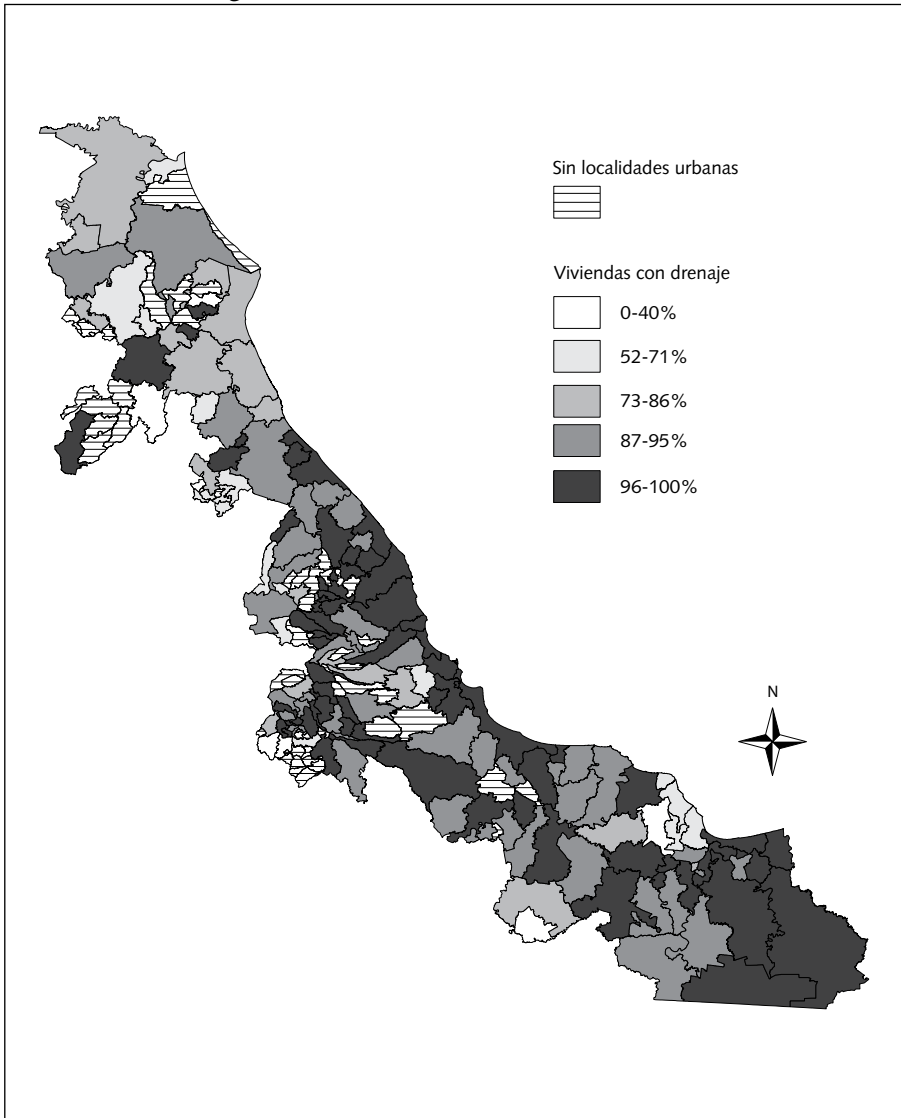 Sin localidades urbanas
Viviendas con drenaje
0-40%
52-71%
73-86%
87-95%
96-100%
N